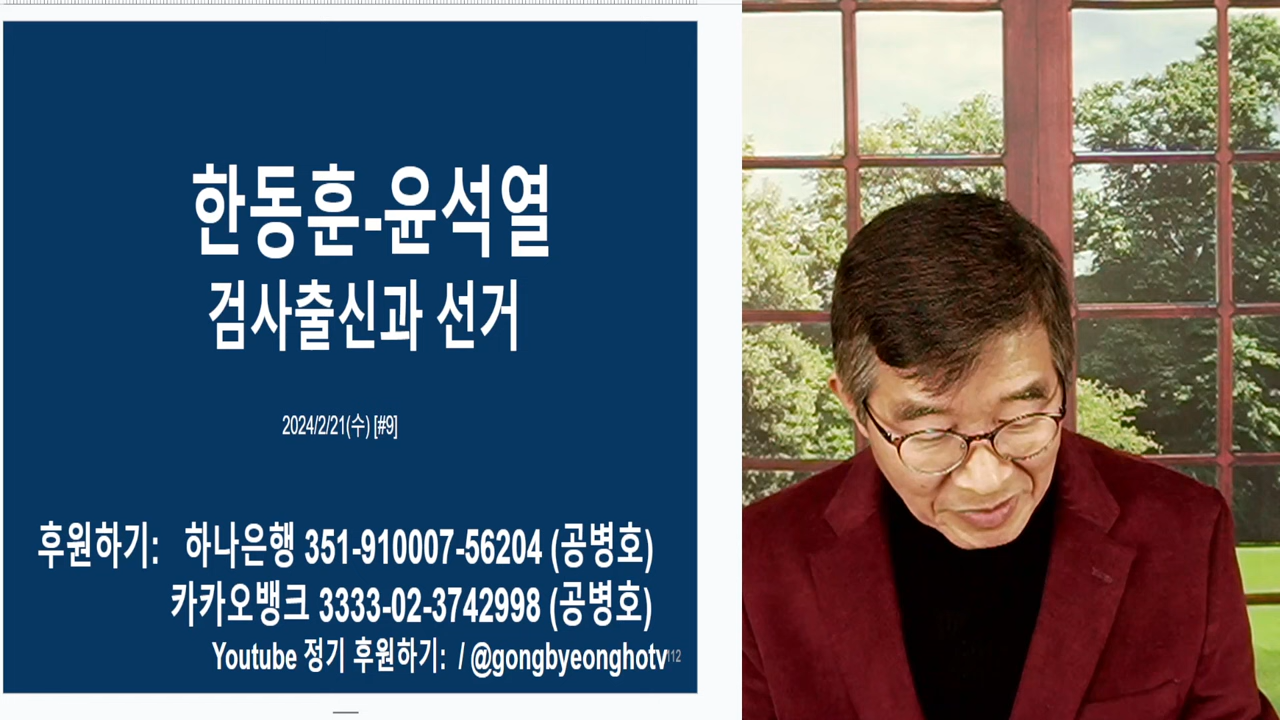 한동훈-윤석열
검사출신과 선거
2024/2/21(수) [#9]
후원하기: 하나은행 351-910007-56204 (공병호)
카카오뱅크 3333-02-3742998 (공병호)
Youtube 정기 후원하기: / @gongbyeonghotv
112